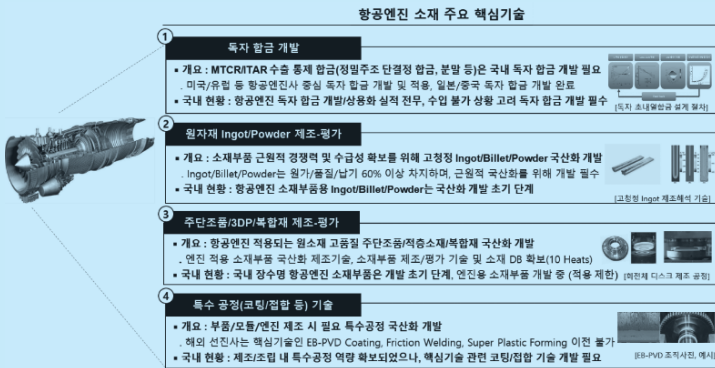 항공엔진 소재 주요 핵심기술
1
독자 합금 개발
▪ 개요 : MTCR/ITAR 수출 통제 합금(정밀주조 단결정 합금, 분말 등)은 국내 독자 합금 개발 필요
. 미국/유럽 등 항공엔진사 중심 독자 합금 개발 및 적용, 일본/중국 독자 합금 개발 완료
▪ 국내 현황 : 항공엔진 독자 합금 개발/상용화 실적 전무, 수입 불가 상황 고려 독자 합금 개발 필수
[독자 초내열합금 설계 절차]
2
원자재 Ingot/Powder 제조-평가
▪ 개요 : 소재부품 근원적 경쟁력 및 수급성 확보를 위해 고청정 Ingot/Billet/Powder 국산화 개발
. Ingot/Billet/Powder는 원가/품질/납기 60% 이상 차지하며, 근원적 국산화를 위해 개발 필수
▪ 국내 현황 : 항공엔진 소재부품용 Ingot/Billet/Powder는 국산화 개발 초기 단계
[고청정 Ingot 제조해석 기술]
3
주단조품/3DP/복합재 제조-평가
▪ 개요 : 항공엔진 적용되는 원소재 고품질 주단조품/적층소재/복합재 국산화 개발
. 엔진 적용 소재부품 국산화 제조기술, 소재부품 제조/평가 기술 및 소재 DB 확보(10 Heats)
▪ 국내 현황 : 국내 장수명 항공엔진 소재부품은 개발 초기 단계, 엔진용 소재부품 개발 중 (적용 제한)
[회전체 디스크 제조 공정]
4
특수 공정(코팅/접합 등) 기술
▪ 개요 : 부품/모듈/엔진 제조 시 필요 특수공정 국산화 개발
. 해외 선진사는 핵심기술인 EB-PVD Coating, Friction Welding, Super Plastic Forming 이전 불가
▪ 국내 현황 : 제조/조립 내 특수공정 역량 확보되었으나, 핵심기술 관련 코팅/접합 기술 개발 필요
[EB-PVD 조직사진, 예시]